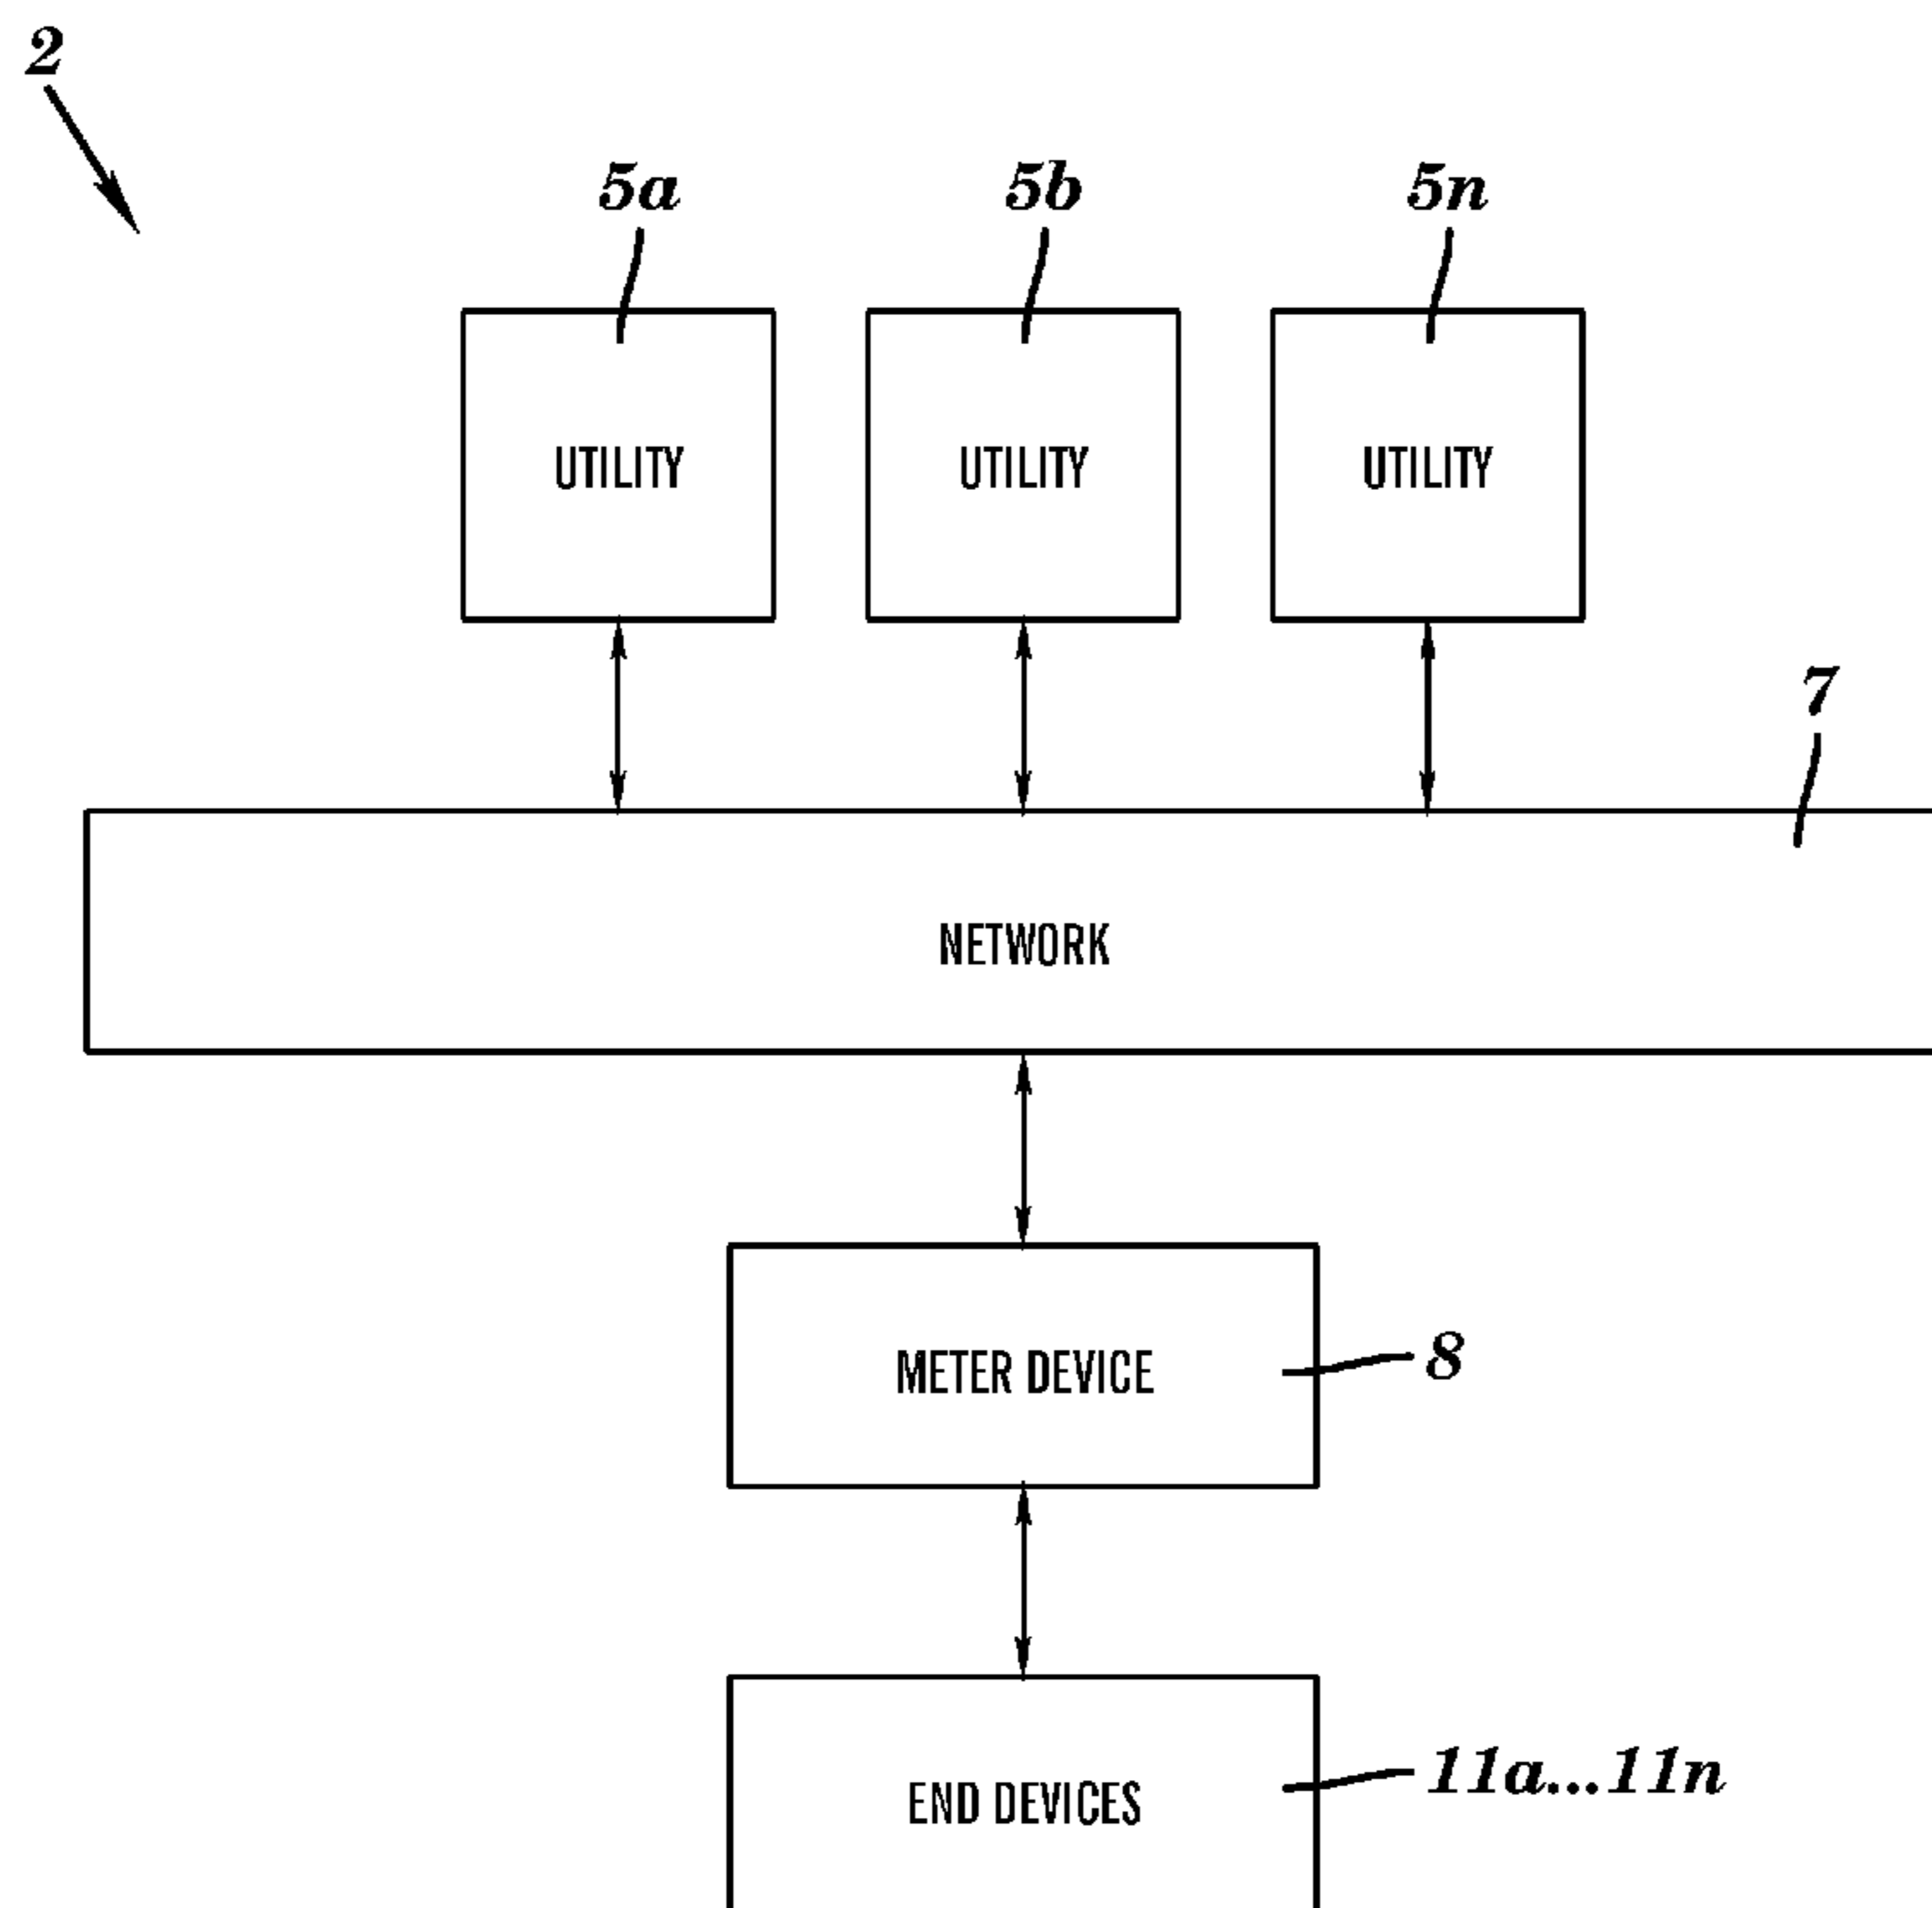 2
5a 5b 5n
UTILITY UTILITY UTILITY
7
NETWORK
METER DEVICE 8
END DEVICES 11a...11n